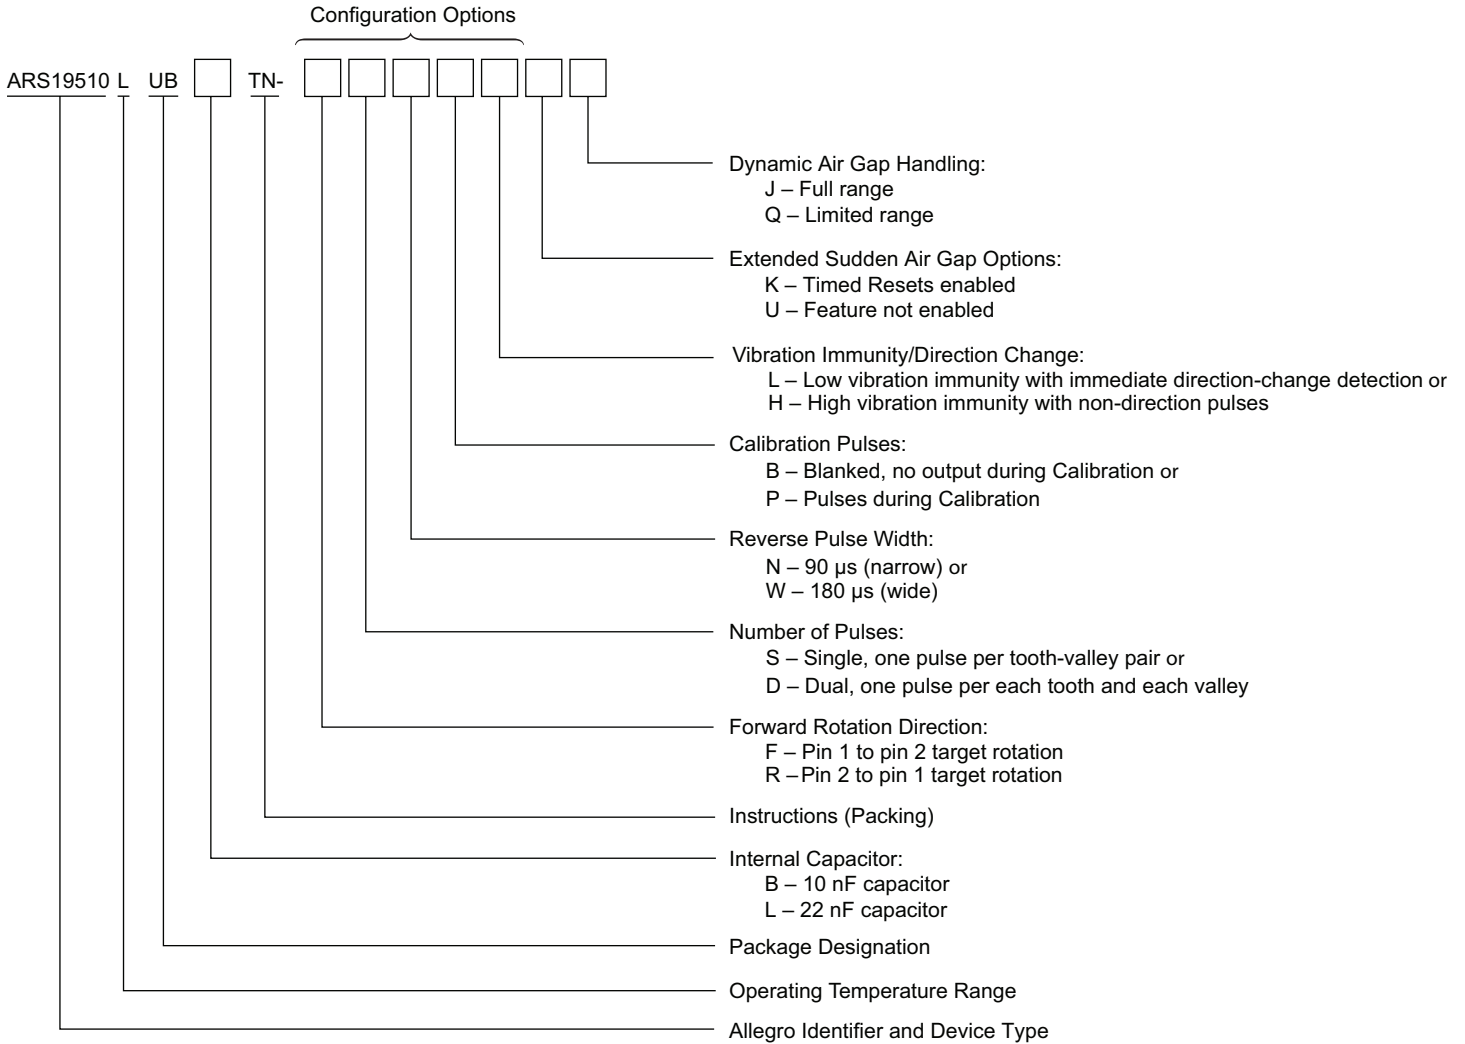 Configuration Options
ARS19510 L UB TN-
Dynamic Air Gap Handling:
J – Full range
Q – Limited range
Extended Sudden Air Gap Options:
K – Timed Resets enabled
U – Feature not enabled
Vibration Immunity/Direction Change:
L – Low vibration immunity with immediate direction-change detection or
H – High vibration immunity with non-direction pulses
Calibration Pulses:
B – Blanked, no output during Calibration or
P – Pulses during Calibration
Reverse Pulse Width:
N – 90 µs (narrow) or
W – 180 µs (wide)
Number of Pulses:
S – Single, one pulse per tooth-valley pair or
D – Dual, one pulse per each tooth and each valley
Forward Rotation Direction:
F – Pin 1 to pin 2 target rotation
R –Pin 2 to pin 1 target rotation
Instructions (Packing)
Internal Capacitor:
B – 10 nF capacitor
L – 22 nF capacitor
Package Designation
Operating Temperature Range
Allegro Identifier and Device Type